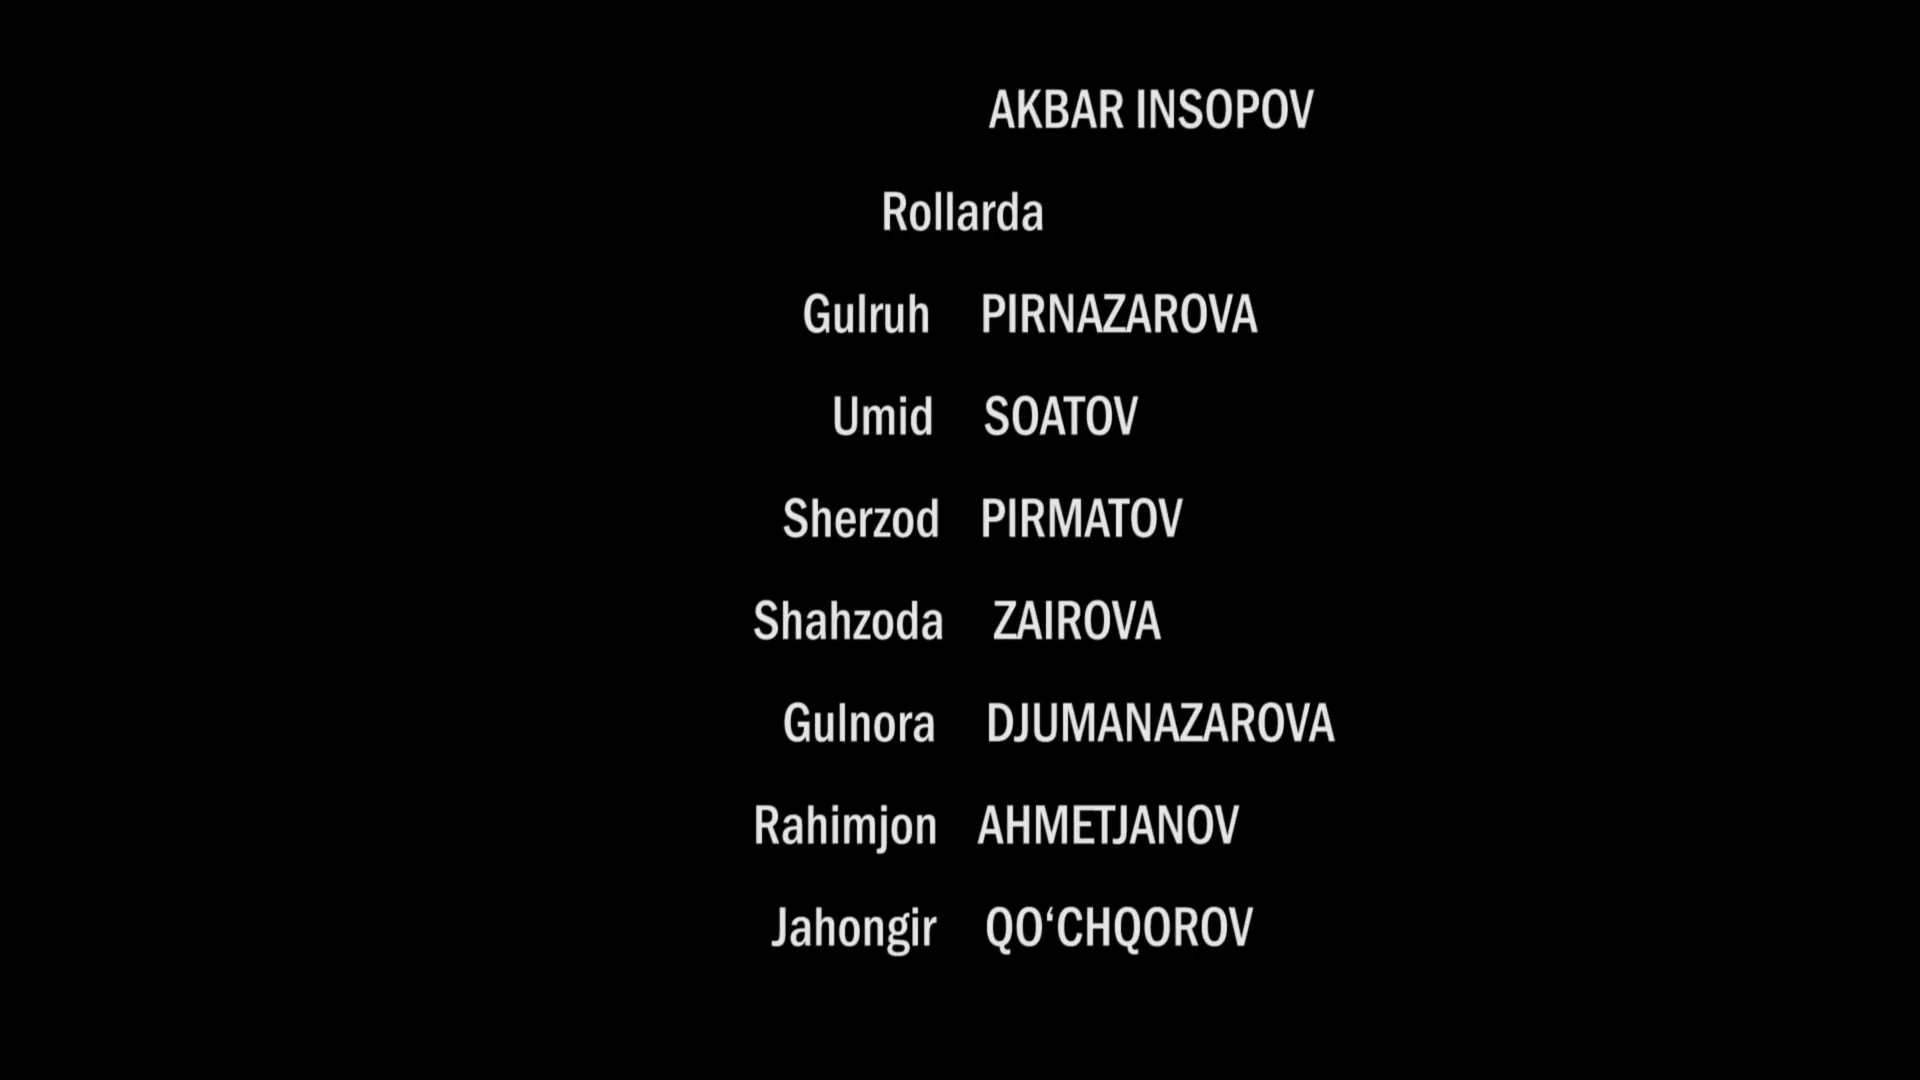 AKBAR INSOPOV
Rollarda
Gulruh PIRNAZAROVA
Umid SOATOV
Sherzod PIRMATOV
Shahzoda ZAIROVA
Gulnora DJUMANAZAROVA
Rahimjon AHMETJANOV
Jahongir QO‘CHQOROV